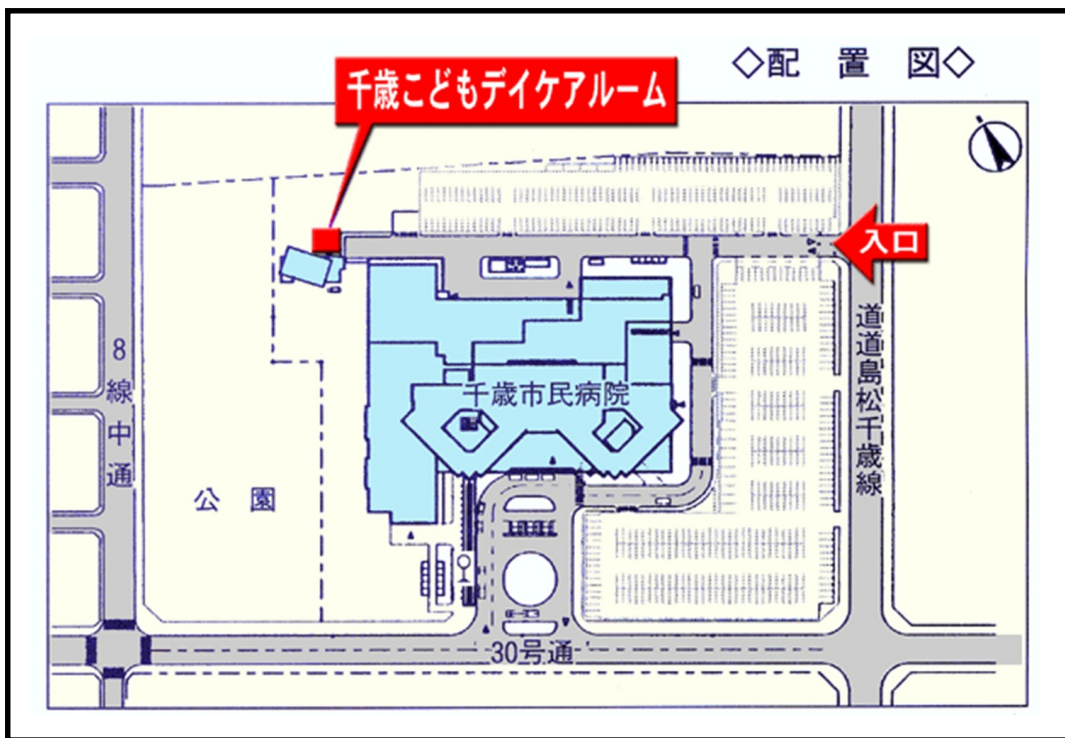 ◇配 置 図◇
千歳こどもデイケアルーム
入口
千歳市民病院
8線中通
公 園
道道島松千歳線
30号通